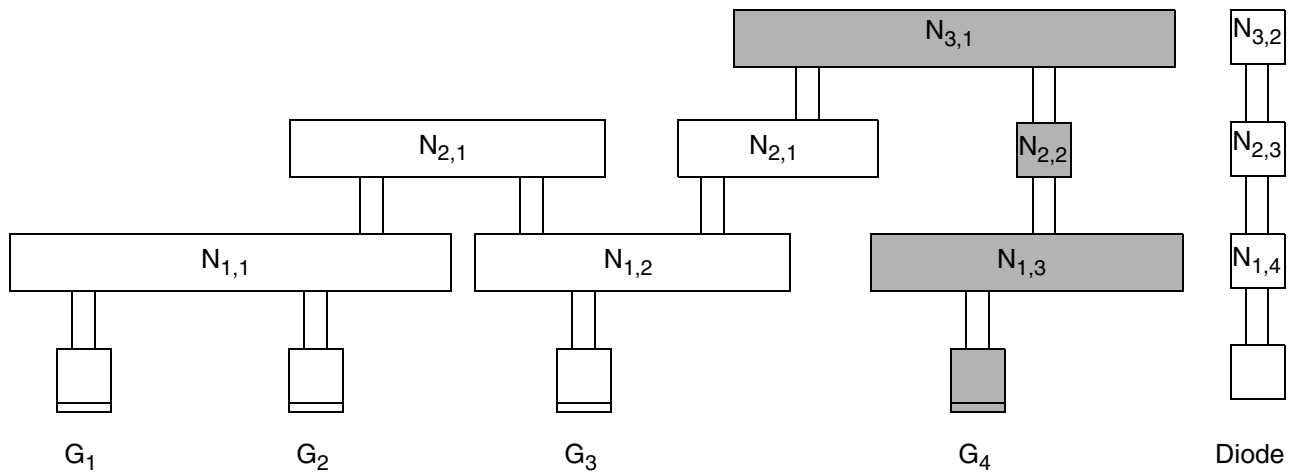 N3,1
N3,2
N2,1
N2,1
N2,2
N2,3
N1,1
N1,2
N1,3
N1,4
G1
G2
G3
G4
Diode